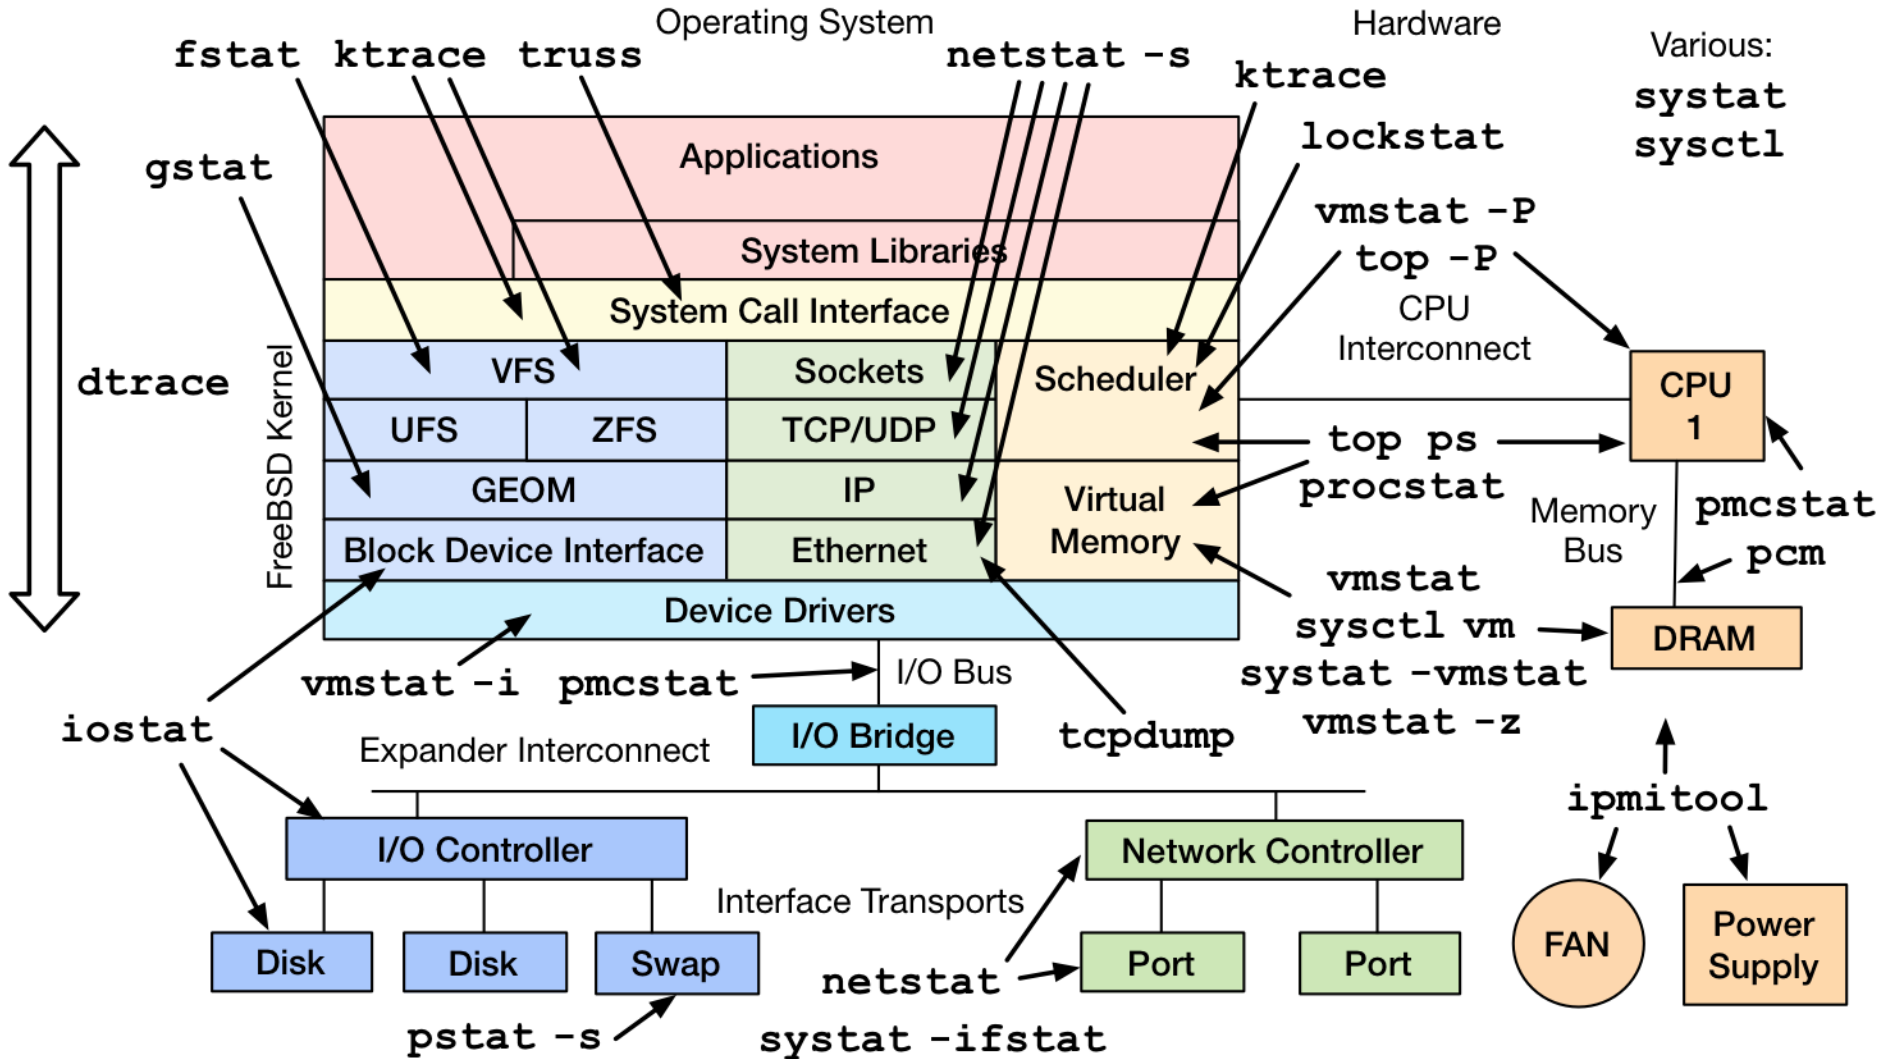 Operating System
Hardware
Various:
fstat
ktrace
truss
netstat -s
ktrace
systat
sysctl
lockstat
gstat
Applications
vmstat -P
top -P
System Libraries
CPU
Interconnect
System Call Interface
dtrace
FreeBSD Kernel
VFS
Sockets
Scheduler
CPU
1
UFS
ZFS
TCP/UDP
top ps
procstat
GEOM
IP
Virtual
Memory
Memory
Bus
pmcstat
pcm
Block Device Interface
Ethernet
vmstat
sysctl vm
systat -vmstat
vmstat -z
DRAM
Device Drivers
vmstat -i
pmcstat
I/O Bus
iostat
Expander Interconnect
I/O Bridge
tcpdump
ipmitool
I/O Controller
Network Controller
Interface Transports
Disk
Disk
Swap
netstat
Port
Port
FAN
Power
Supply
pstat -s
systat -ifstat